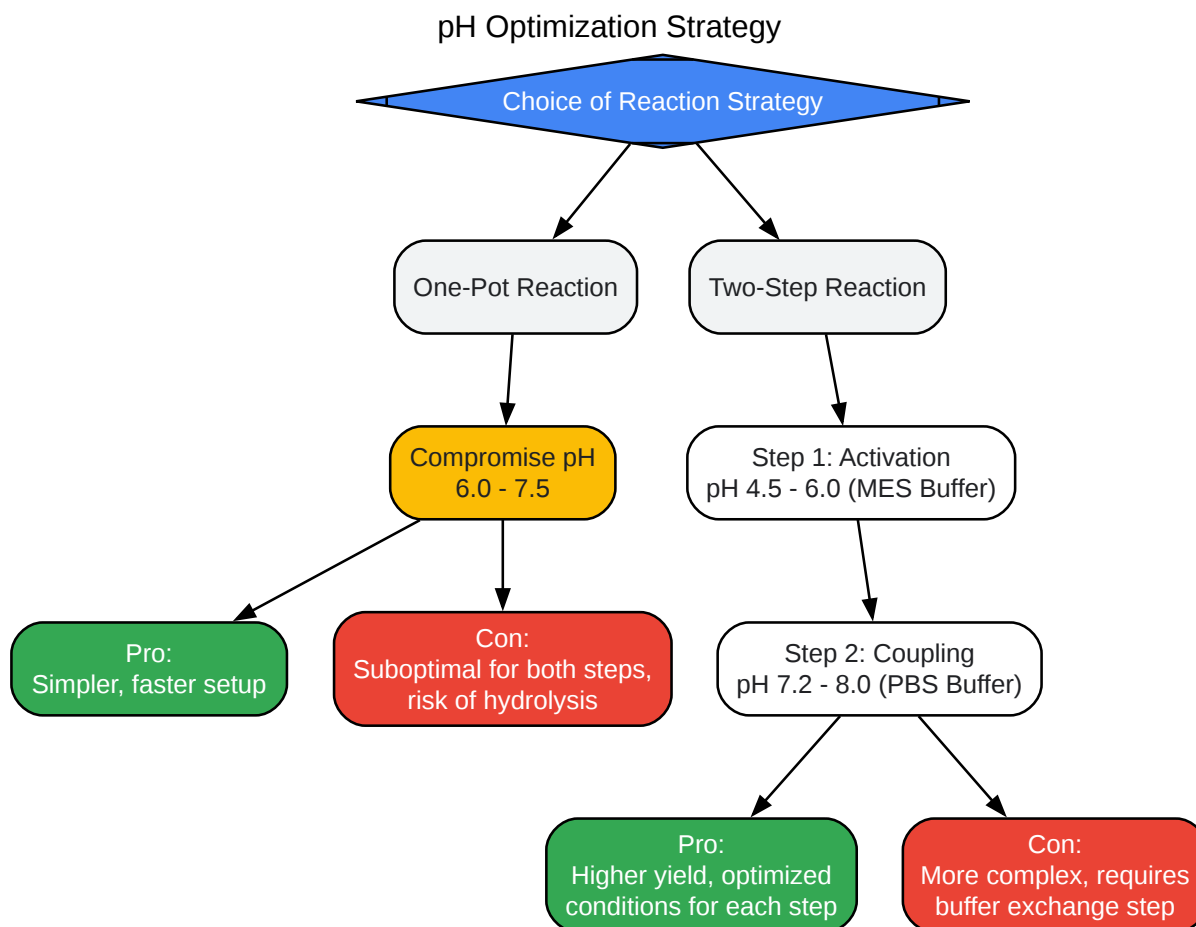 pH Optimization Strategy
Choice of Reaction Strategy
One-Pot Reaction
Two-Step Reaction
Compromise pH
6.0 - 7.5
Step 1: Activation
pH 4.5 - 6.0 (MES Buffer)
Pro:
Simpler, faster setup
Con:
Suboptimal for both steps,
risk of hydrolysis
Step 2: Coupling
pH 7.2 - 8.0 (PBS Buffer)
Pro:
Higher yield, optimized
conditions for each step
Con:
More complex, requires
buffer exchange step